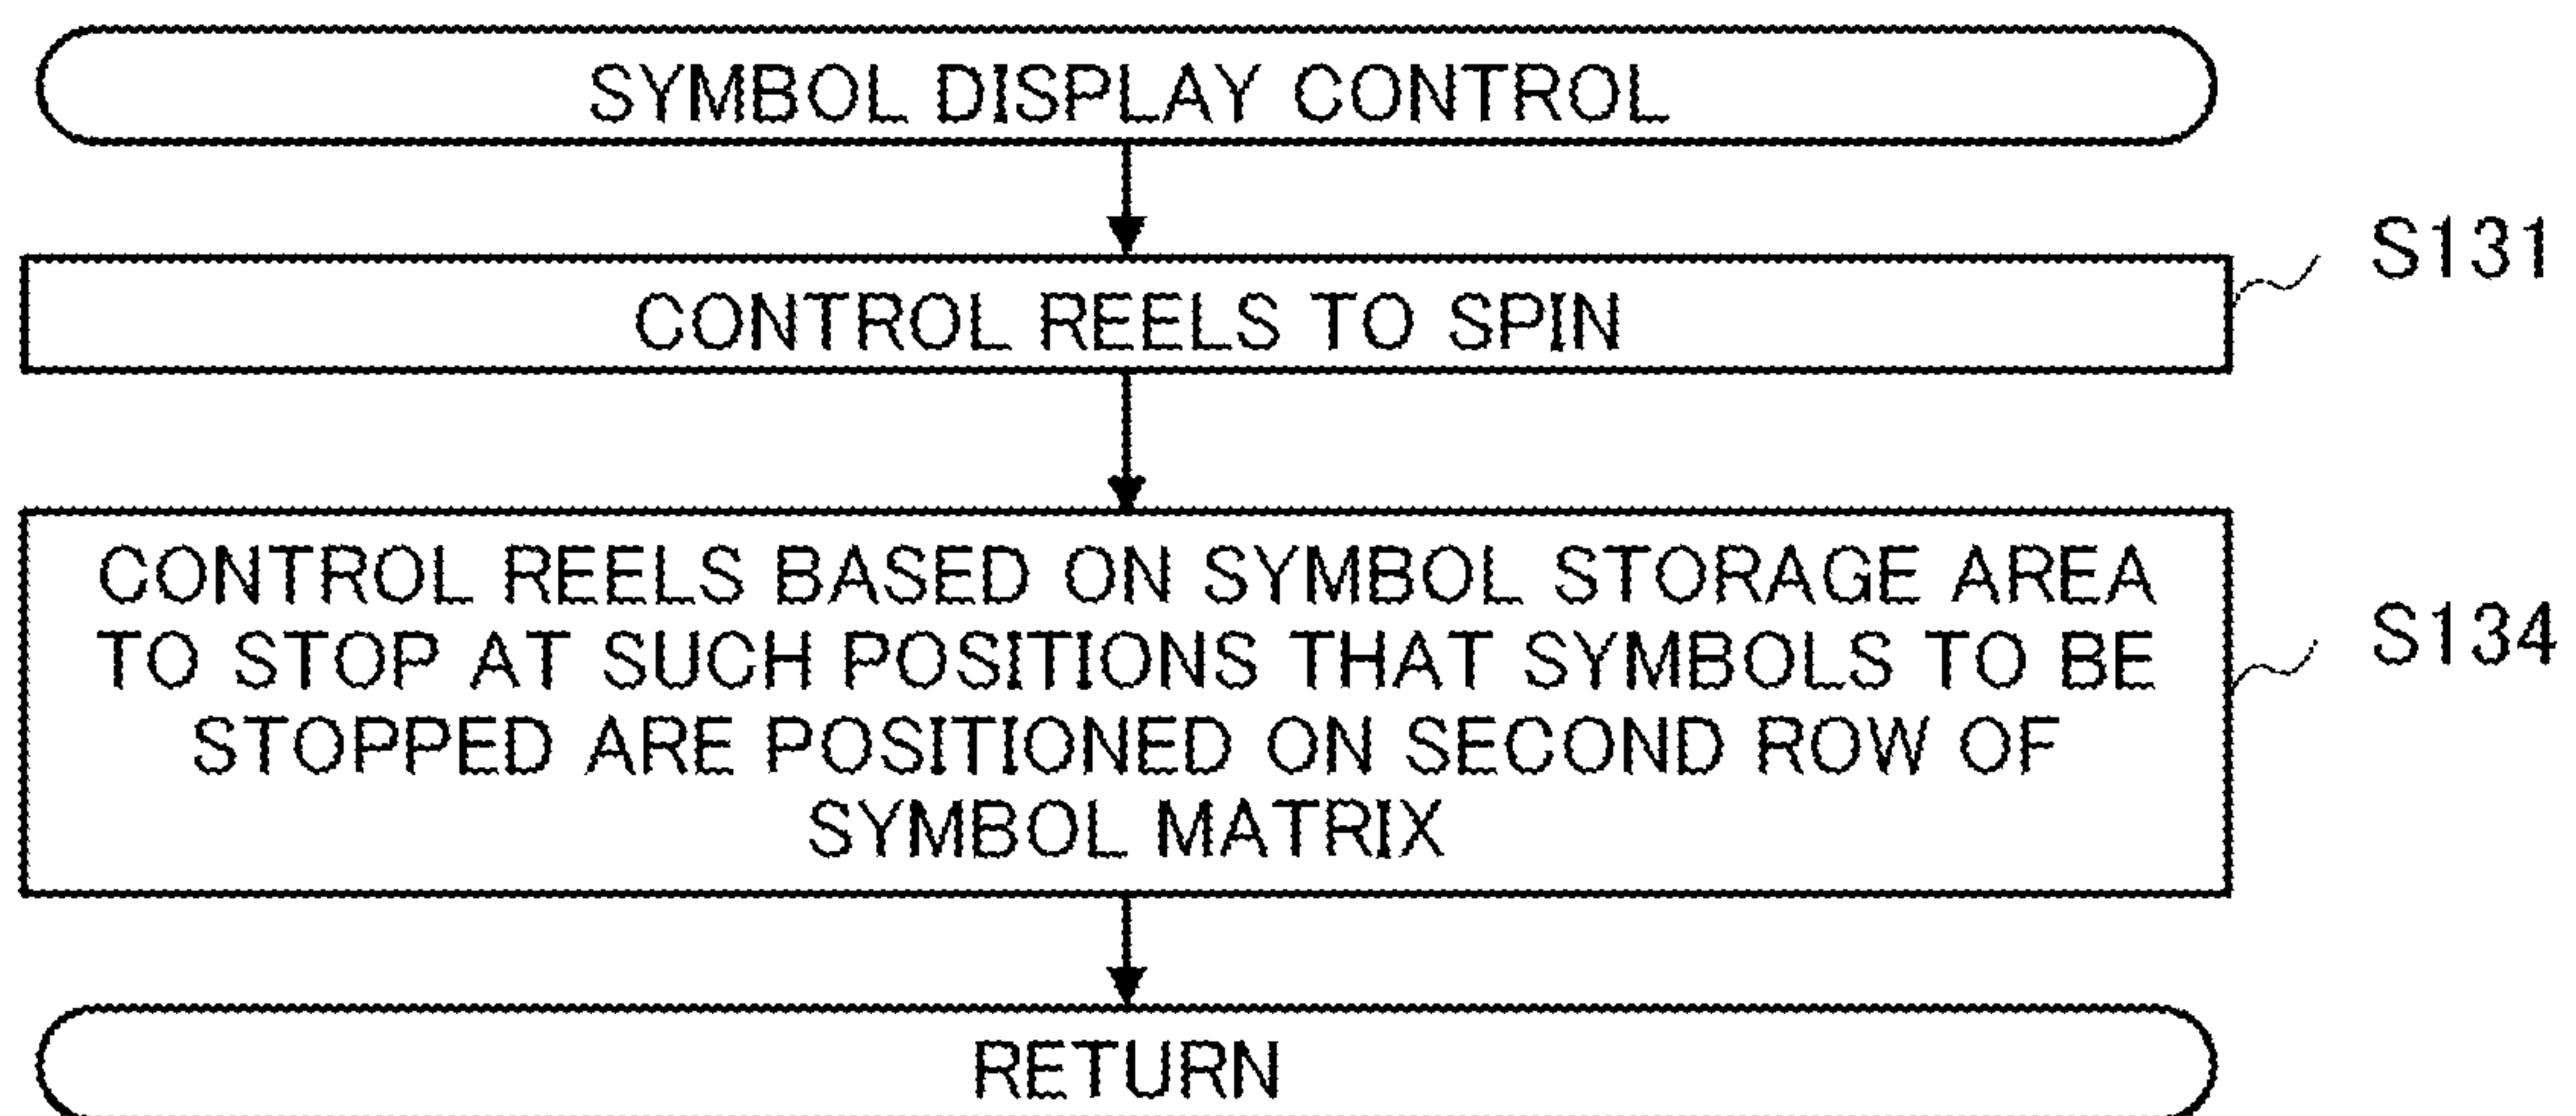 SYMBOL DISPLAY CONTROL
S131
CONTROL REELS TO SPIN
CONTROL REELS BASED ON SYMBOL STORAGE AREA
TO STOP AT SUCH POSITIONS THAT SYMBOLS TO BE
S134
STOPPED ARE POSITIONED ON SECOND ROW OF
SYMBOL MATRIX
RETURN